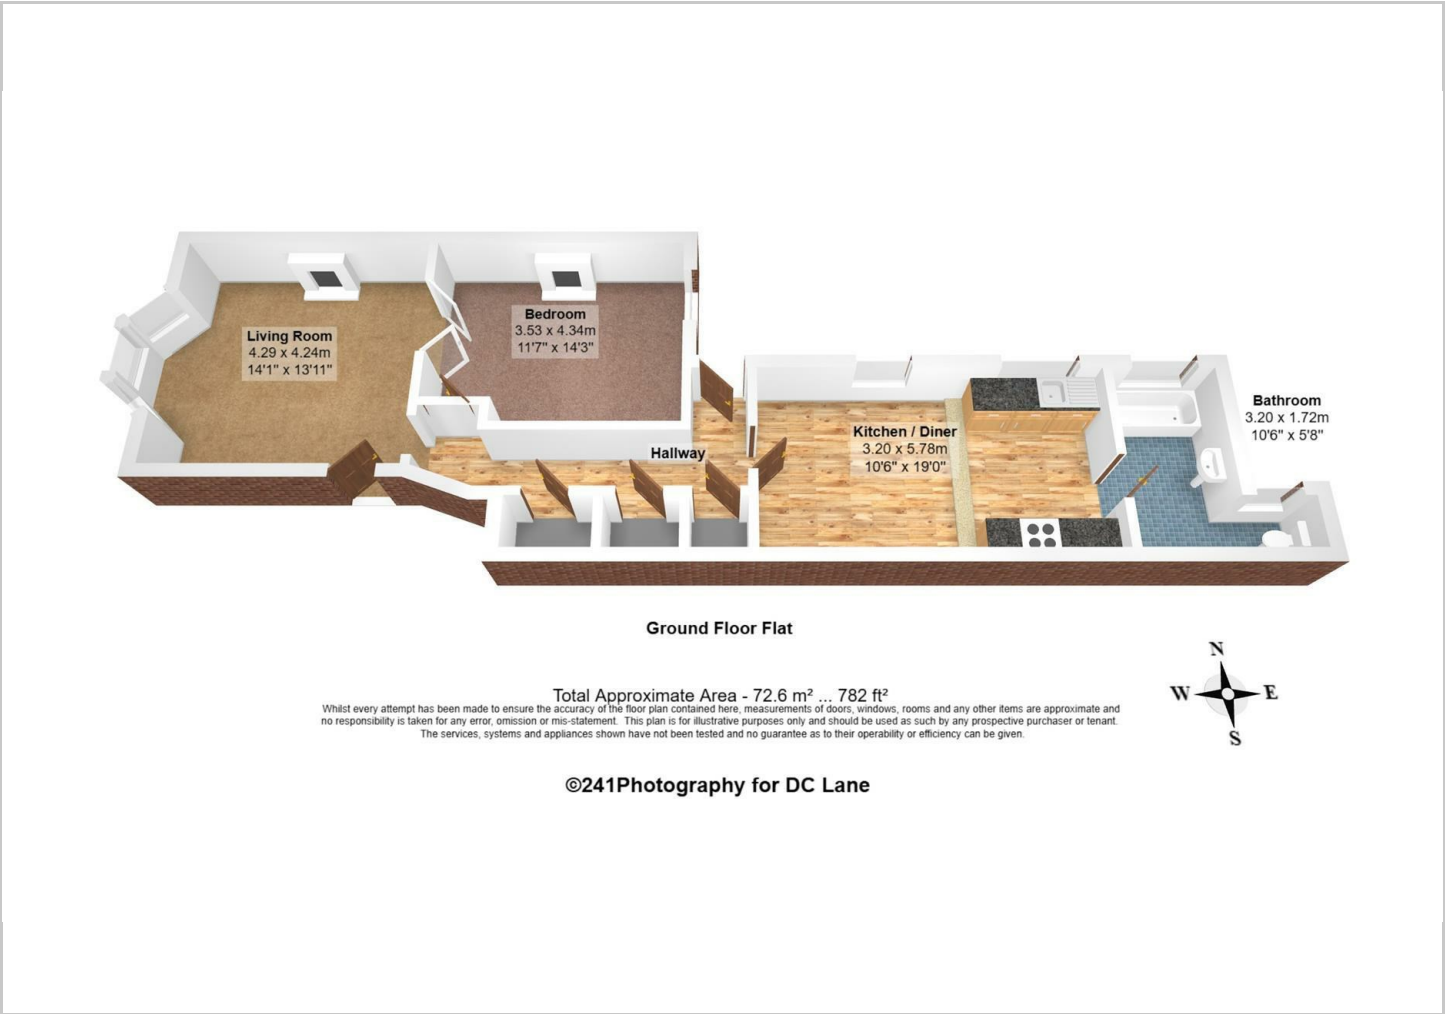 Living Room
4.29 x 4.24m
14'1" x 13'11"
Bedroom
3.53 x 4.34m
11'7" x 14'3"
Hallway
Kitchen / Diner
3.20 x 5.78m
10'6" x 19'0"
Bathroom
3.20 x 1.72m
10'6" x 5'8"
Ground Floor Flat
N
W E
S
Total Approximate Area - 72.6 m² ... 782 ft²
Whilst every attempt has been made to ensure the accuracy of the floor plan contained here, measurements of doors, windows, rooms and any other items are approximate and
no responsibility is taken for any error, omission or mis-statement. This plan is for illustrative purposes only and should be used as such by any prospective purchaser or tenant.
The services, systems and appliances shown have not been tested and no guarantee as to their operability or efficiency can be given.
©241Photography for DC Lane